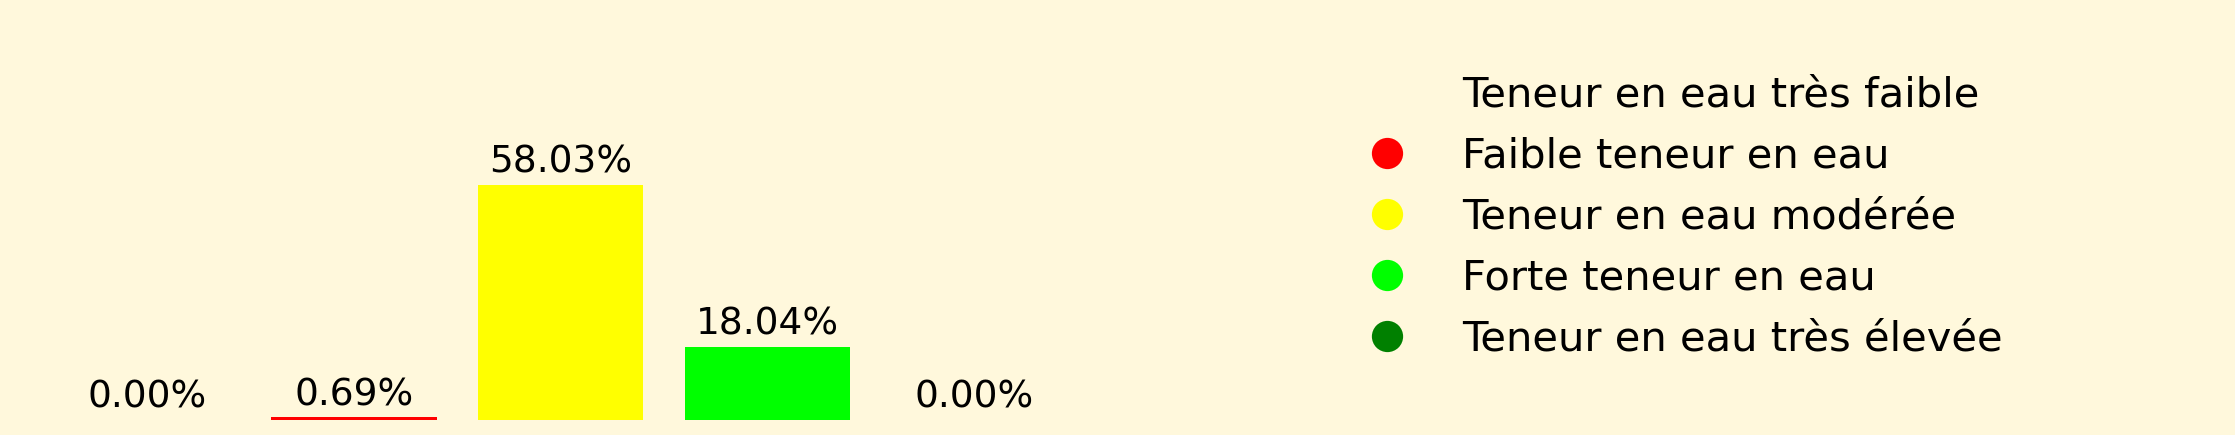 0.00%
0.69%
58.03%
18.04%
0.00%
Teneur en eau très faible
Faible teneur en eau
Teneur en eau modérée
Forte teneur en eau
Teneur en eau très élevée